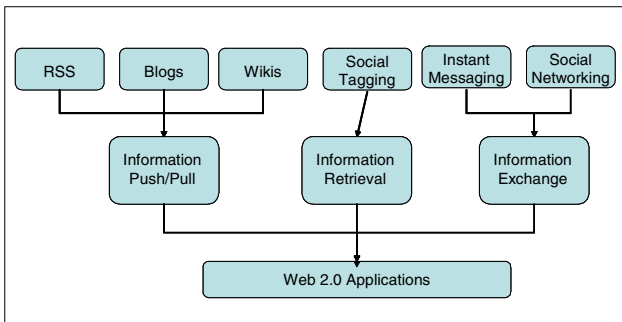 RSS
Blogs
Wikis
Social
Tagging
Instant
Messaging
Social
Networking
Information
Push/Pull
Information
Retrieval
Information
Exchange
Web 2.0 Applications